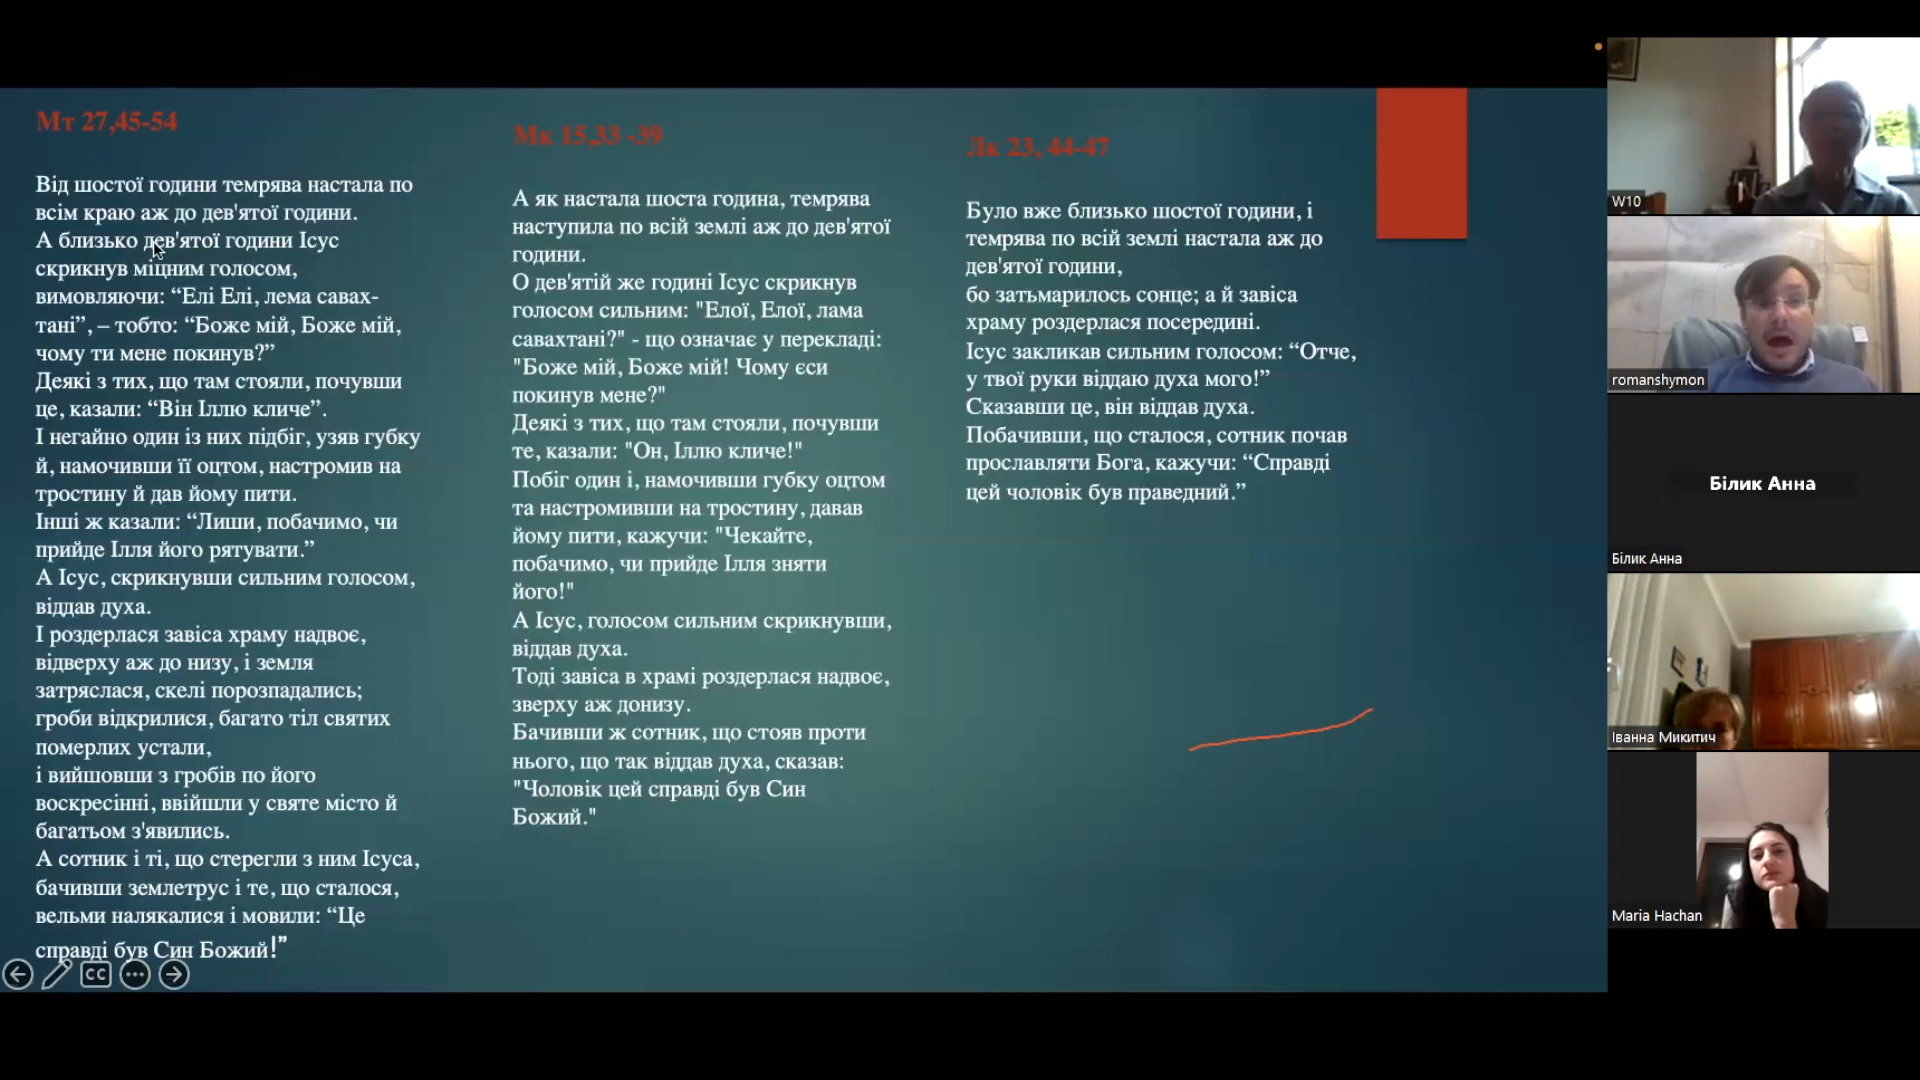 Мт 27,45-54
Від шостої години темрява настала по
всім краю аж до дев'ятої години.
А близько дев'ятої години Ісус
скрикнув міцним голосом,
вимовляючи: “Елі Елі, лема савах-
тані”, – тобто: “Боже мій, Боже мій,
чому ти мене покинув?”
Деякі з тих, що там стояли, почувши
це, казали: “Він Іллю кличе”.
І негайно один із них підбіг, узяв губку
й, намочивши її оцтом, настромив на
тростину й дав йому пити.
Інші ж казали: “Лиши, побачимо, чи
прийде Ілля його рятувати.”
А Ісус, скрикнувши сильним голосом,
віддав духа.
І роздерлася завіса храму надвоє,
відверху аж до низу, і земля
затряслася, скелі порозпадались;
гроби відкрилися, багато тіл святих
померлих устали,
і вийшовши з гробів по його
воскресінні, ввійшли у святе місто й
багатьом з'явились.
А сотник і ті, що стерегли з ним Ісуса,
бачивши землетрус і те, що сталося,
вельми налякалися і мовили: “Це
справді був Син Божий!”
Мк 15,33 -39
А як настала шоста година, темрява
наступила по всій землі аж до дев'ятої
години.
О дев'ятій же годині Ісус скрикнув
голосом сильним: "Елої, Елої, лама
савахтані?" - що означає у перекладі:
"Боже мій, Боже мій! Чому єси
покинув мене?"
Деякі з тих, що там стояли, почувши
те, казали: "Он, Іллю кличе!"
Побіг один і, намочивши губку оцтом
та настромивши на тростину, давав
йому пити, кажучи: "Чекайте,
побачимо, чи прийде Ілля зняти
його!"
А Ісус, голосом сильним скрикнувши,
віддав духа.
Тоді завіса в храмі роздерлася надвоє,
зверху аж донизу.
Бачивши ж сотник, що стояв проти
нього, що так віддав духа, сказав:
"Чоловік цей справді був Син
Божий."
Лк 23, 44-47
Було вже близько шостої години, і
темрява по всій землі настала аж до
дев'ятої години,
бо затьмарилось сонце; а й завіса
храму роздерлася посередині.
Ісус закликав сильним голосом: “Отче,
у твої руки віддаю духа мого!”
Сказавши це, він віддав духа.
Побачивши, що сталося, сотник почав
прославляти Бога, кажучи: “Справді
цей чоловік був праведний.”
CC
W10
romanshymon
Білик Анна
Білик Анна
Іванна Микитич
Maria Hachan